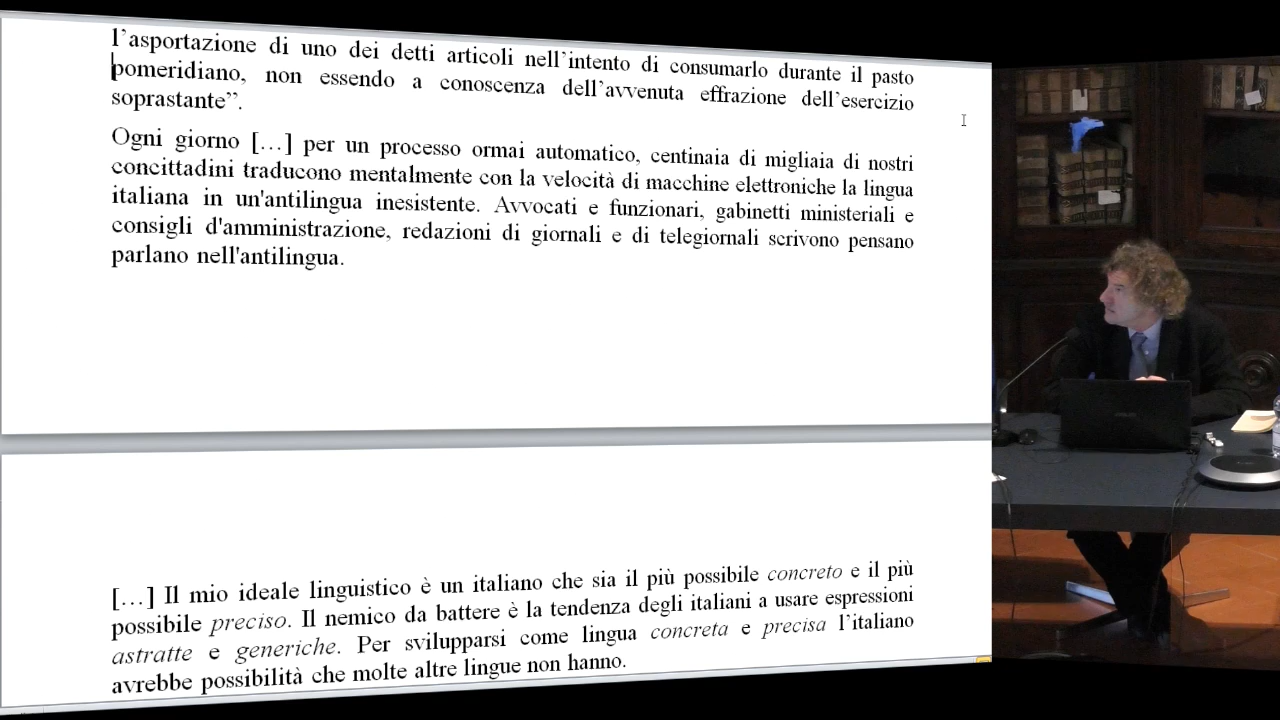 l’asportazione di uno dei detti articoli nell’intento di consumarlo durante il pasto
pomeridiano, non essendo a conoscenza dell’avvenuta effrazione dell’esercizio
soprastante”.
Ogni giorno […] per un processo ormai automatico, centinaia di migliaia di nostri
concittadini traducono mentalmente con la velocità di macchine elettroniche la lingua
italiana in un'antilingua inesistente. Avvocati e funzionari, gabinetti ministeriali e
consigli d'amministrazione, redazioni di giornali e di telegiornali scrivono pensano
parlano nell'antilingua.
[…] Il mio ideale linguistico è un italiano che sia il più possibile concreto e il più
possibile preciso. Il nemico da battere è la tendenza degli italiani a usare espressioni
astratte e generiche. Per svilupparsi come lingua concreta e precisa l’italiano
avrebbe possibilità che molte altre lingue non hanno.